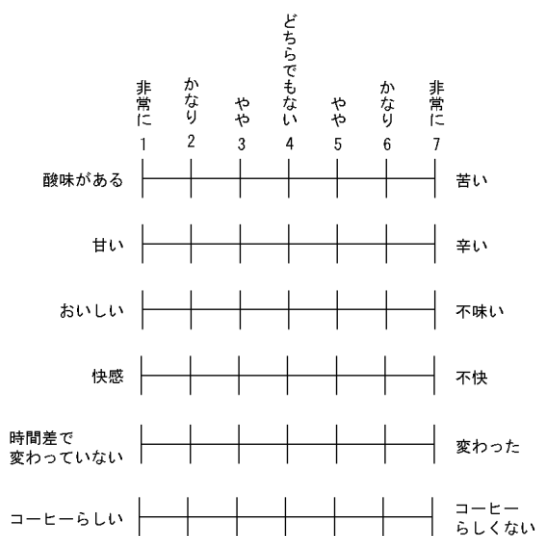 非常に
かなり
やや
どちらでもない
やや
かなり
非常に
1 2 3 4 5 6 7
酸味がある 苦い
甘い 辛い
おいしい 不味い
快感 不快
時間差で
変わっていない 変わった
コーヒーらしい コーヒー
らしくない